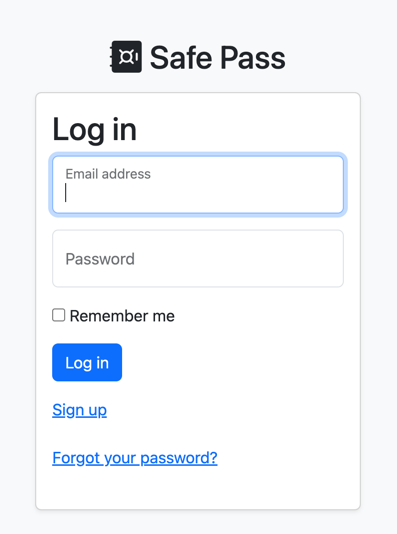 Safe Pass
Log in
Email address
Password
Remember me
Log in
Sign up
Forgot your password?